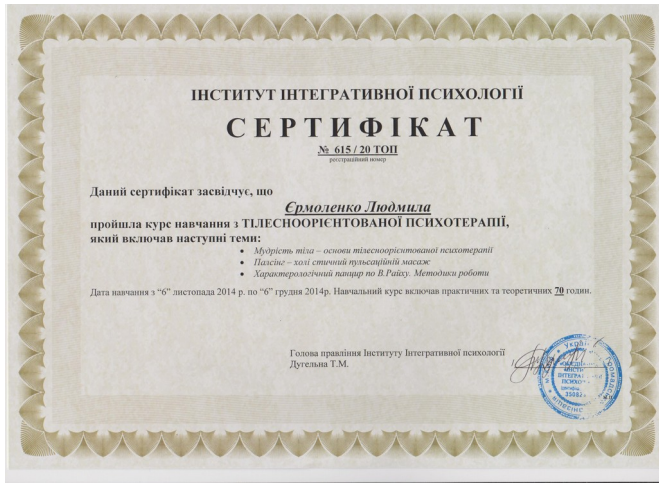 ІНСТИТУТ ІНТЕГРАТИВНОЇ ПСИХОЛОГІЇ
СЕРТИФІКАТ
№ 615 / 20 ТОП
реєстраційний номер
Даний сертифікат засвідчує, що
Єрмоленко Людмила
пройшла курс навчання з ТІЛЕСНООРІЄНТОВАНОЇ ПСИХОТЕРАПІЇ,
який включав наступні теми:
• Мудрість тіла – основи тілесноорієнтованої психотерапії
• Палсінг – холі стичний пульсаційній масаж
• Характерологічний панцир по В.Райху. Методики роботи
Дата навчання з “6” листопада 2014 р. по “6” грудня 2014р. Навчальний курс включав практичних та теоретичних 70 годин.
Голова правління Інституту Інтегративної психології
Дугельна Т.М.